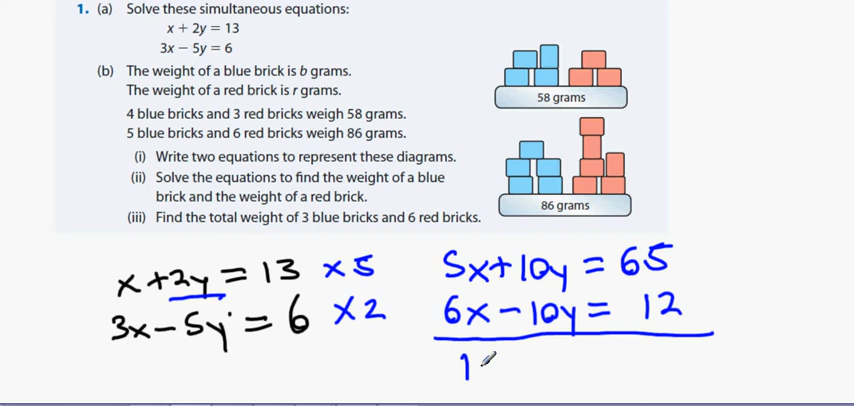 1. (a) Solve these simultaneous equations:
x + 2y = 13
3x − 5y = 6
(b) The weight of a blue brick is b grams.
The weight of a red brick is r grams.
4 blue bricks and 3 red bricks weigh 58 grams.
5 blue bricks and 6 red bricks weigh 86 grams.
(i) Write two equations to represent these diagrams.
(ii) Solve the equations to find the weight of a blue
brick and the weight of a red brick.
(iii) Find the total weight of 3 blue bricks and 6 red bricks.
58 grams
86 grams
x + 2y = 13 ×5
3x − 5y = 6 ×2
5x + 10y = 65
6x − 10y = 12
1